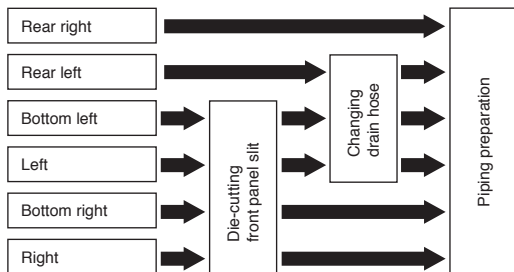 Rear right
Rear left
Bottom left
Left
Bottom right
Right
Die-cutting
front panel slit
Changing
drain hose
Piping preparation